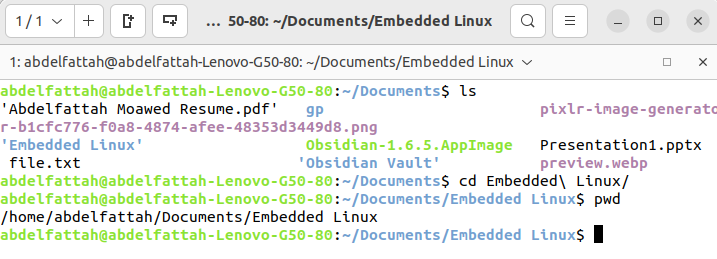 1 / 1
... 50-80: ~/Documents/Embedded Linux
1: abdelfattah@abdelfattah-Lenovo-G50-80: ~/Documents/Embedded Linux
abdelfattah@abdelfattah-Lenovo-G50-80:~/Documents$ ls
'Abdelfattah Moawed Resume.pdf' gp pixlr-image-generato
r-b1cfc776-f0a8-4874-afee-48353d3449d8.png
'Embedded Linux' Obsidian-1.6.5.AppImage Presentation1.pptx
file.txt 'Obsidian Vault' preview.webp
abdelfattah@abdelfattah-Lenovo-G50-80:~/Documents$ cd Embedded\ Linux/
abdelfattah@abdelfattah-Lenovo-G50-80:~/Documents/Embedded Linux$ pwd
/home/abdelfattah/Documents/Embedded Linux
abdelfattah@abdelfattah-Lenovo-G50-80:~/Documents/Embedded Linux$